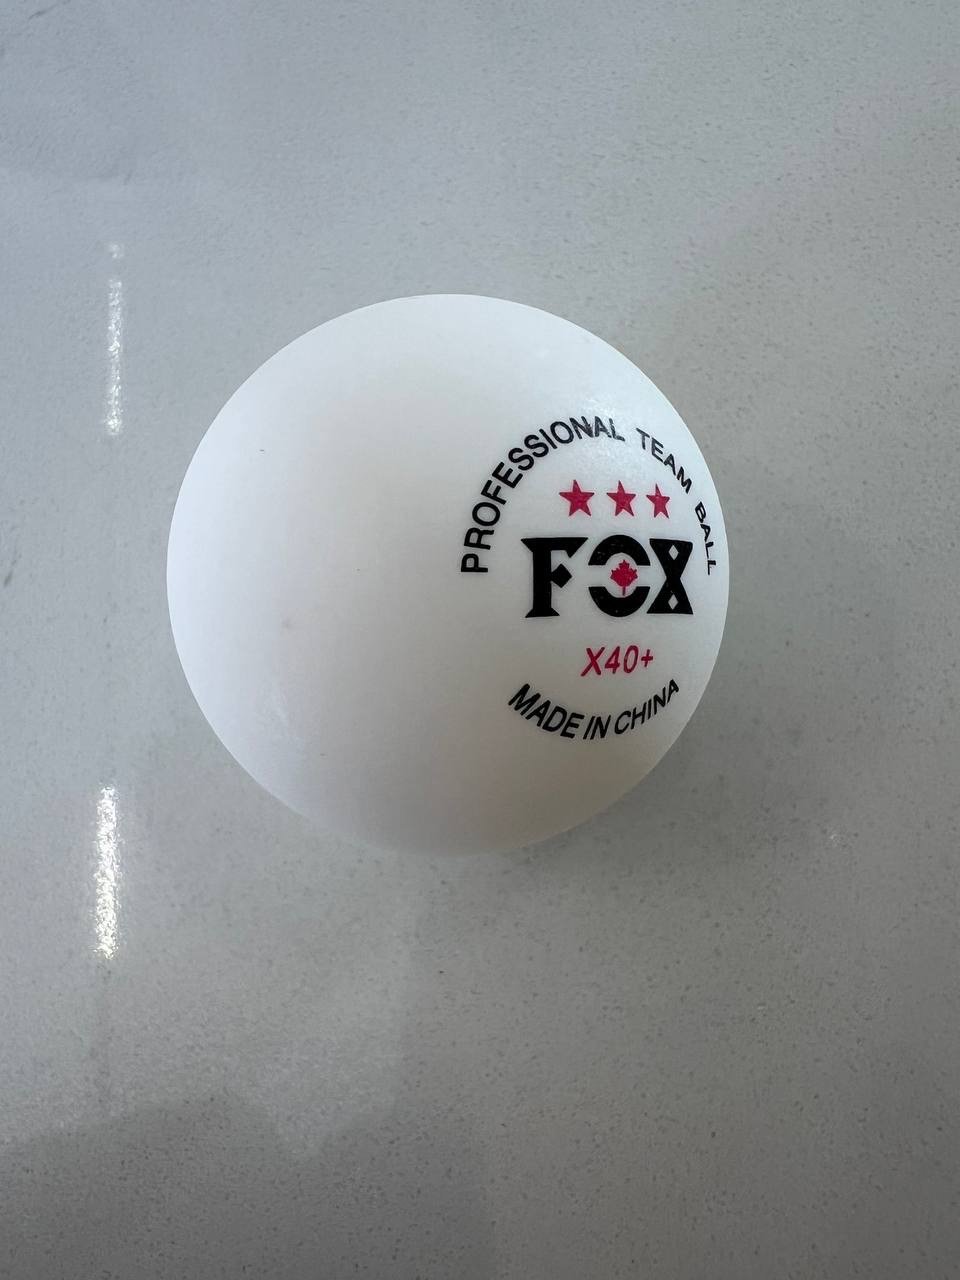 PROFESSIONAL TEAM BALL
FOX
X40+
MADE IN CHINA